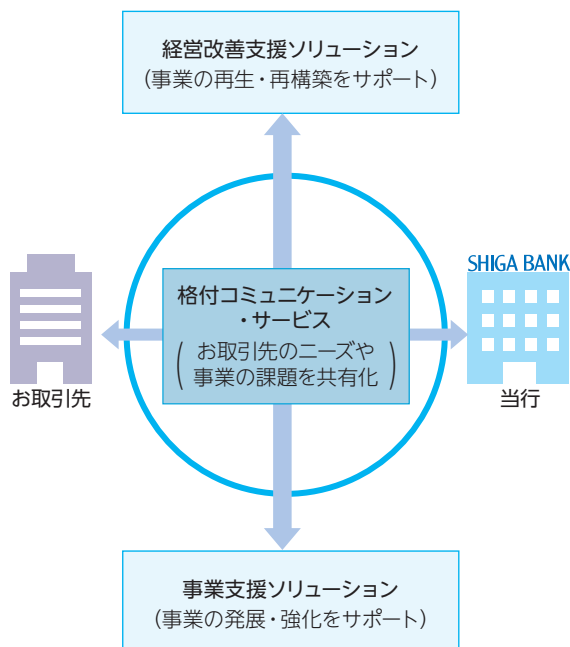 経営改善支援ソリューション
（事業の再生・再構築をサポート）
SHIGA BANK
格付コミュニケーション
・サービス
（お取引先のニーズや
事業の課題を共有化）
お取引先
当行
事業支援ソリューション
（事業の発展・強化をサポート）